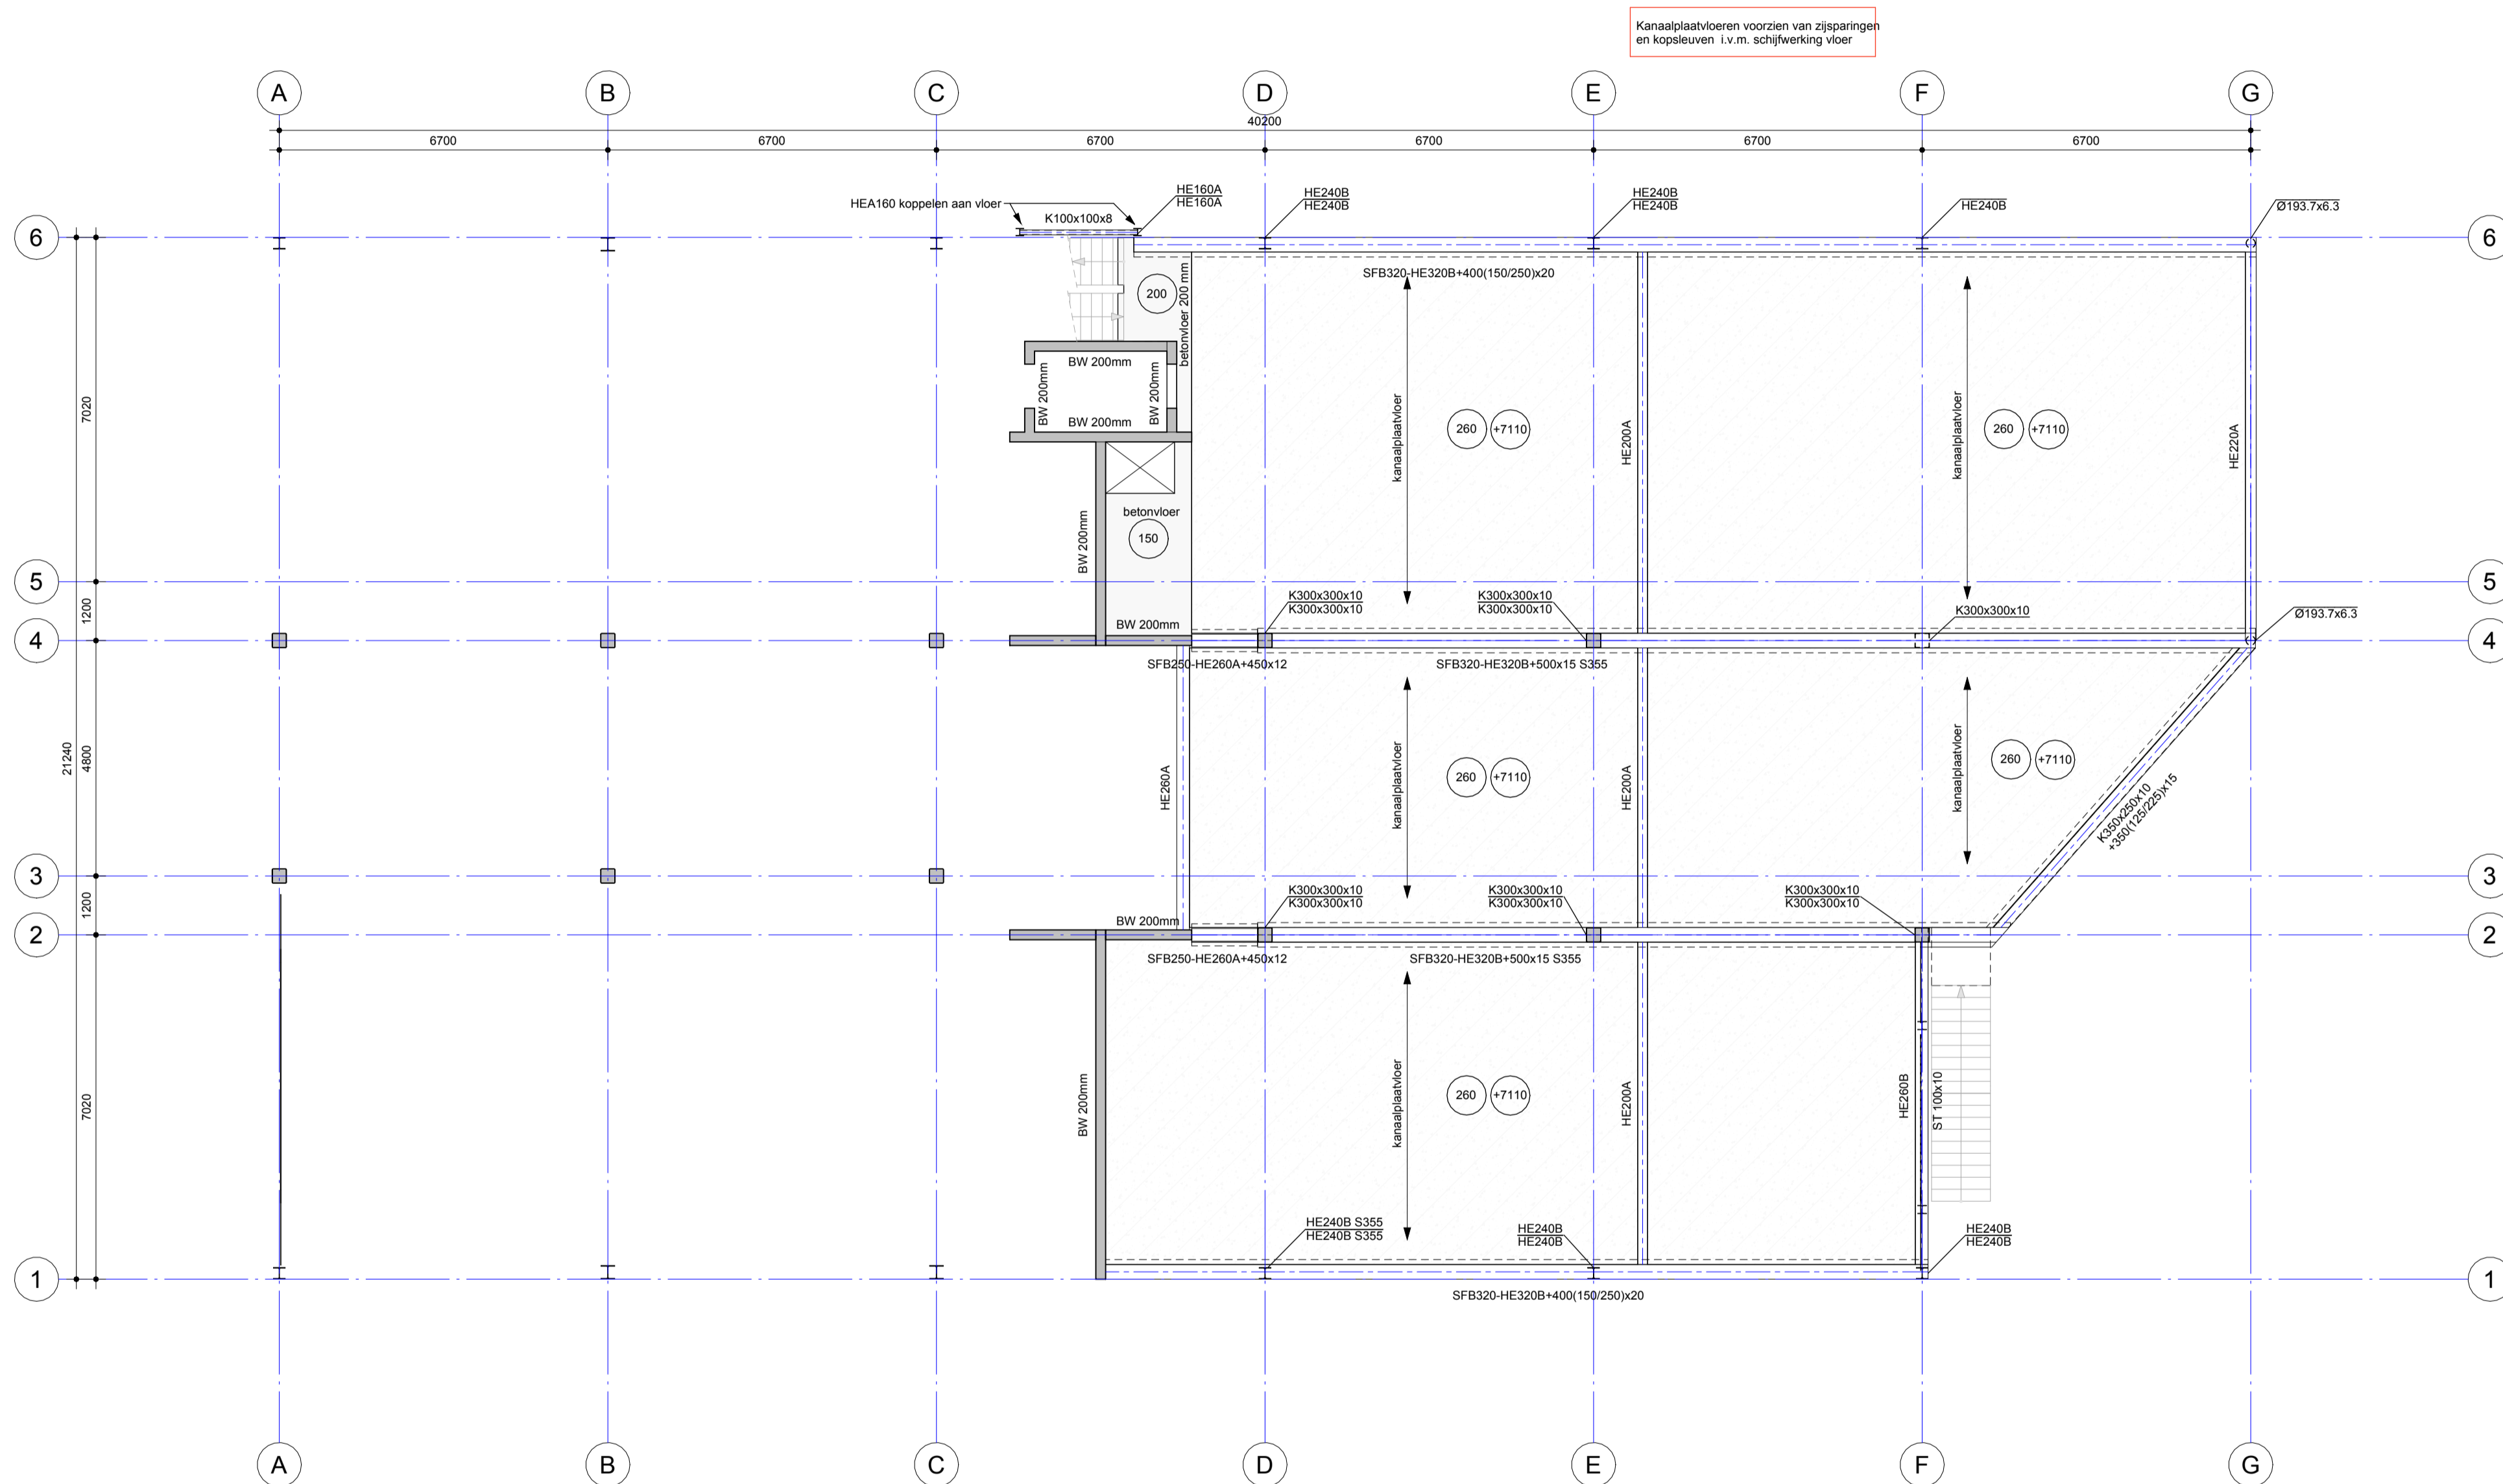 Kanaalplaatvloeren voorzien van zijsparingen
en kopsleuven i.v.m. schijfwerking vloer
A
B
C
D
E
F
G
40200
6700
6700
6700
6700
6700
6700
HEA160 koppelen aan vloer
K100x100x8
HE160A
HE160A
HE240B
HE240B
HE240B
HE240B
HE240B
Ø193.7x6.3
6
6
SFB320-HE320B+400(150/250)x20
200
betonvloer 200 mm
BW 200mm
BW 200mm
BW 200mm
BW 200mm
7020
kanaalplaatvloer
260
+7110
HE200A
kanaalplaatvloer
260
+7110
HE220A
betonvloer
150
BW 200mm
5
5
1200
K300x300x10
K300x300x10
K300x300x10
K300x300x10
K300x300x10
Ø193.7x6.3
BW 200mm
4
4
SFB250-HE260A+450x12
SFB320-HE320B+500x15 S355
21240
4800
HE260A
kanaalplaatvloer
260
+7110
HE200A
kanaalplaatvloer
260
+7110
K350x250x10
+350(125/225)x15
3
3
1200
K300x300x10
K300x300x10
K300x300x10
K300x300x10
K300x300x10
K300x300x10
BW 200mm
2
2
SFB250-HE260A+450x12
SFB320-HE320B+500x15 S355
7020
BW 200mm
kanaalplaatvloer
260
+7110
HE200A
HE260B
ST 100x10
HE240B S355
HE240B S355
HE240B
HE240B
HE240B
HE240B
1
1
SFB320-HE320B+400(150/250)x20
A
B
C
D
E
F
G